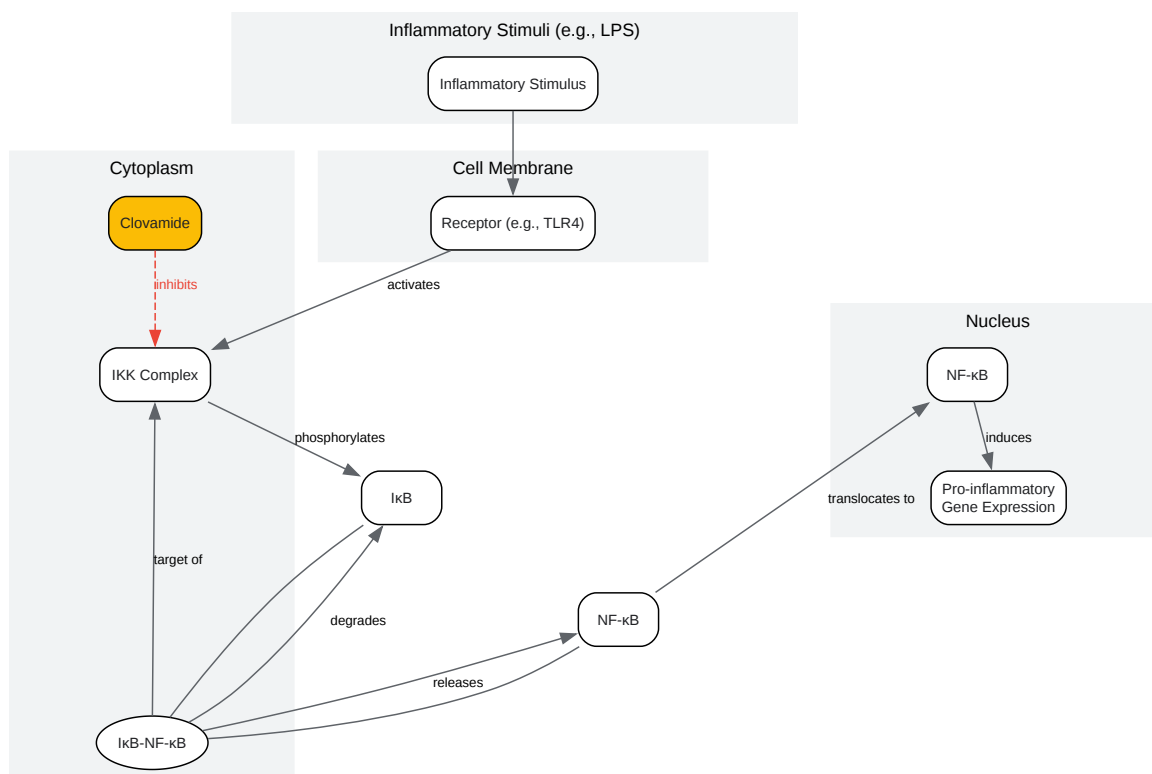 Inflammatory Stimuli (e.g., LPS)
Inflammatory Stimulus
Cytoplasm
Cell Membrane
Clovamide
Receptor (e.g., TLR4)
inhibits
activates
Nucleus
IKK Complex
NF-κB
phosphorylates
induces
IκB
Pro-inflammatory
Gene Expression
translocates to
target of
degrades
NF-κB
releases
IκB-NF-κB